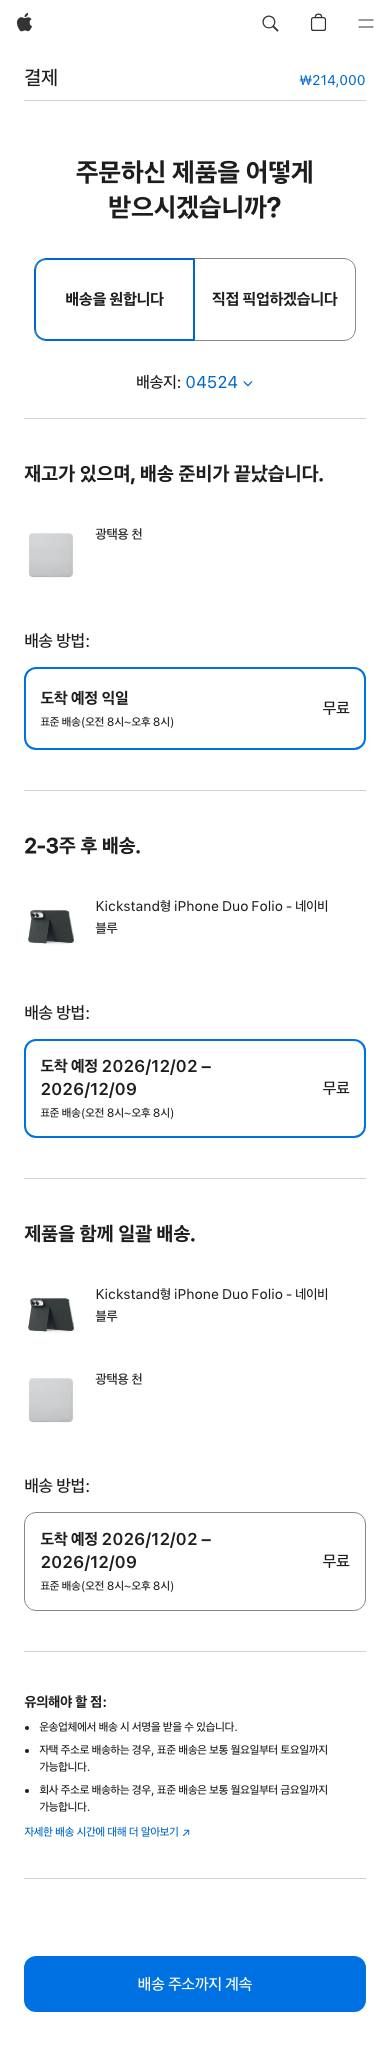 결제
₩214,000
주문하신 제품을 어떻게
받으시겠습니까?
배송을 원합니다
직접 픽업하겠습니다
배송지: 04524
재고가 있으며, 배송 준비가 끝났습니다.
광택용 천
배송 방법:
도착 예정 익일
표준 배송(오전 8시~오후 8시)
무료
2-3주 후 배송.
Kickstand형 iPhone Duo Folio - 네이비
블루
배송 방법:
도착 예정 2026/12/02 –
2026/12/09
표준 배송(오전 8시~오후 8시)
무료
제품을 함께 일괄 배송.
Kickstand형 iPhone Duo Folio - 네이비
블루
광택용 천
배송 방법:
도착 예정 2026/12/02 –
2026/12/09
표준 배송(오전 8시~오후 8시)
무료
유의해야 할 점:
• 운송업체에서 배송 시 서명을 받을 수 있습니다.
• 자택 주소로 배송하는 경우, 표준 배송은 보통 월요일부터 토요일까지
가능합니다.
• 회사 주소로 배송하는 경우, 표준 배송은 보통 월요일부터 금요일까지
가능합니다.
자세한 배송 시간에 대해 더 알아보기 ↗
배송 주소까지 계속